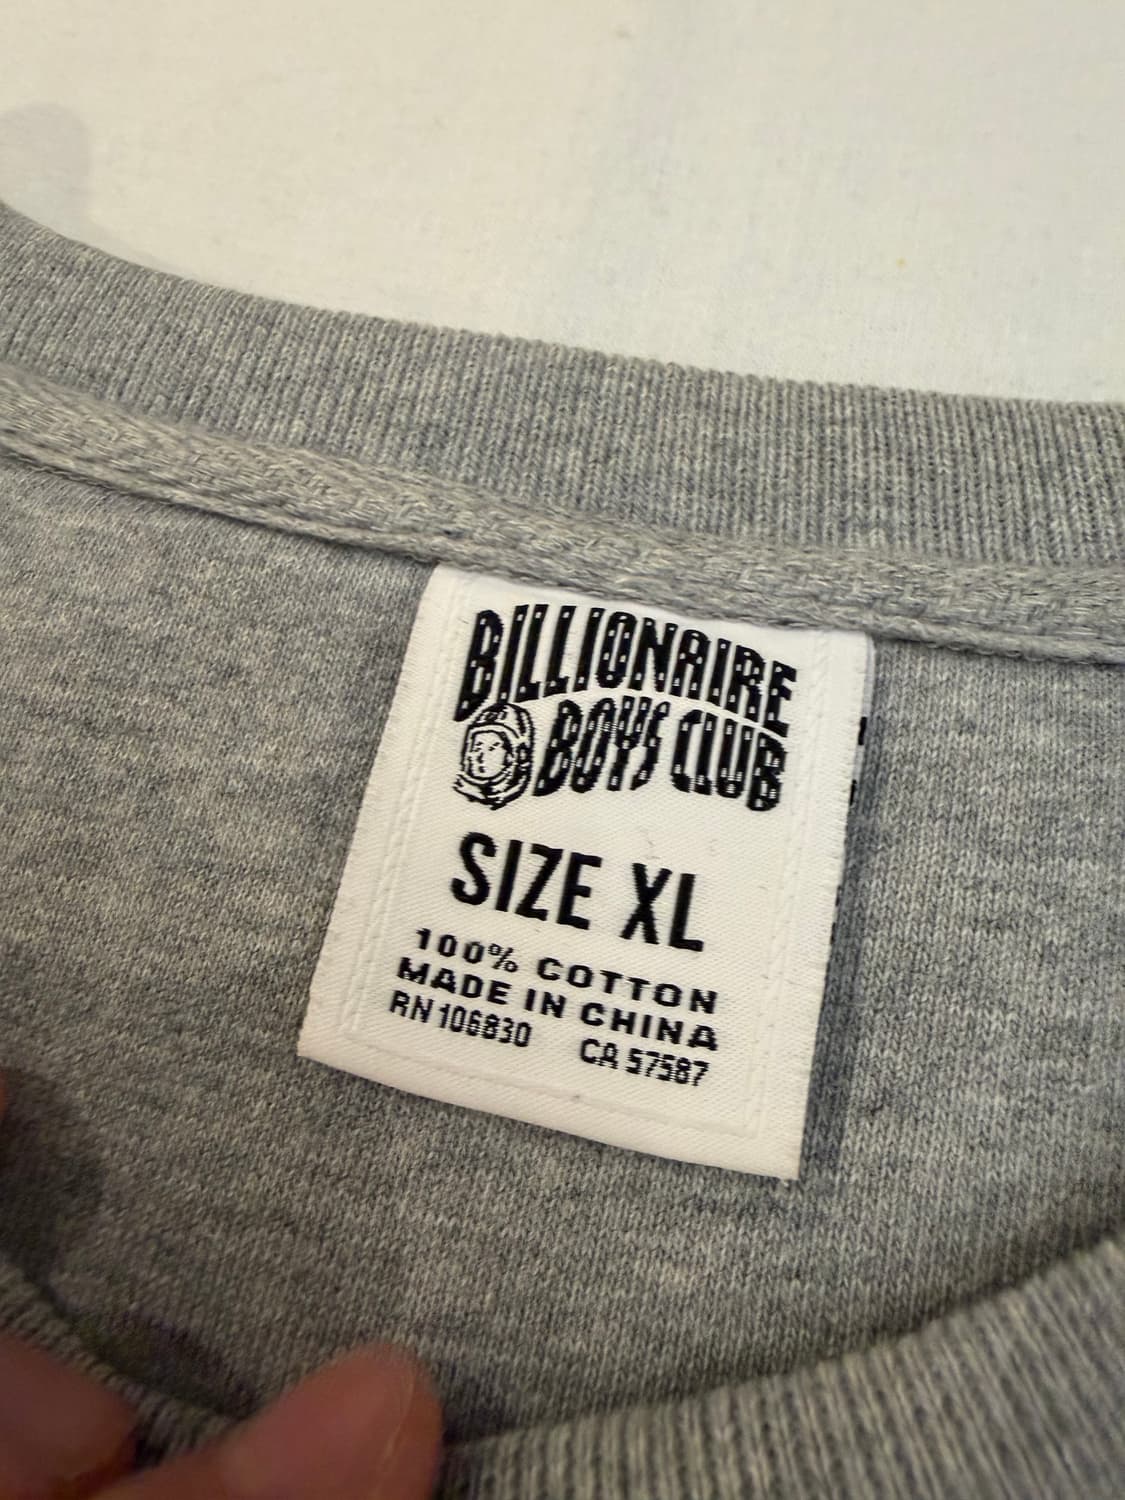 BILLIONAIRE
BOYS CLUB
SIZE XL
100% COTTON
MADE IN CHINA
RN 106830 CA 57587